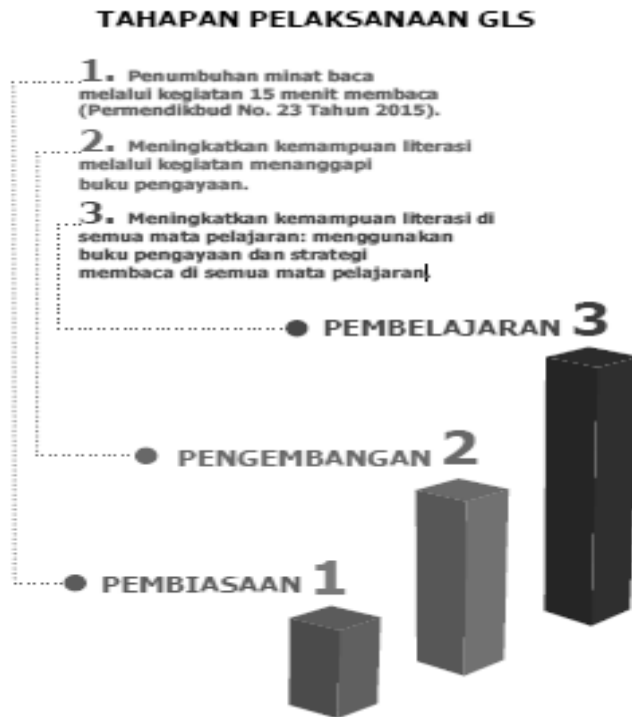 TAHAPAN PELAKSANAAN GLS
1. Penumbuhan minat baca
melalui kegiatan 15 menit membaca
(Permendikbud No. 23 Tahun 2015).
2. Meningkatkan kemampuan literasi
melalui kegiatan menanggapi
buku pengayaan.
3. Meningkatkan kemampuan literasi di
semua mata pelajaran: menggunakan
buku pengayaan dan strategi
membaca di semua mata pelajaran.
PEMBELAJARAN 3
PENGEMBANGAN 2
PEMBIASAAN 1